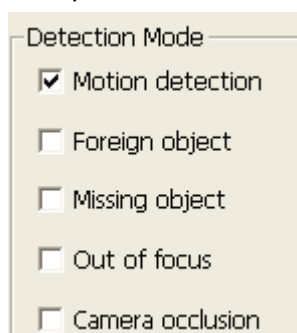 Detection Mode
Motion detection
Foreign object
Missing object
Out of focus
Camera occlusion